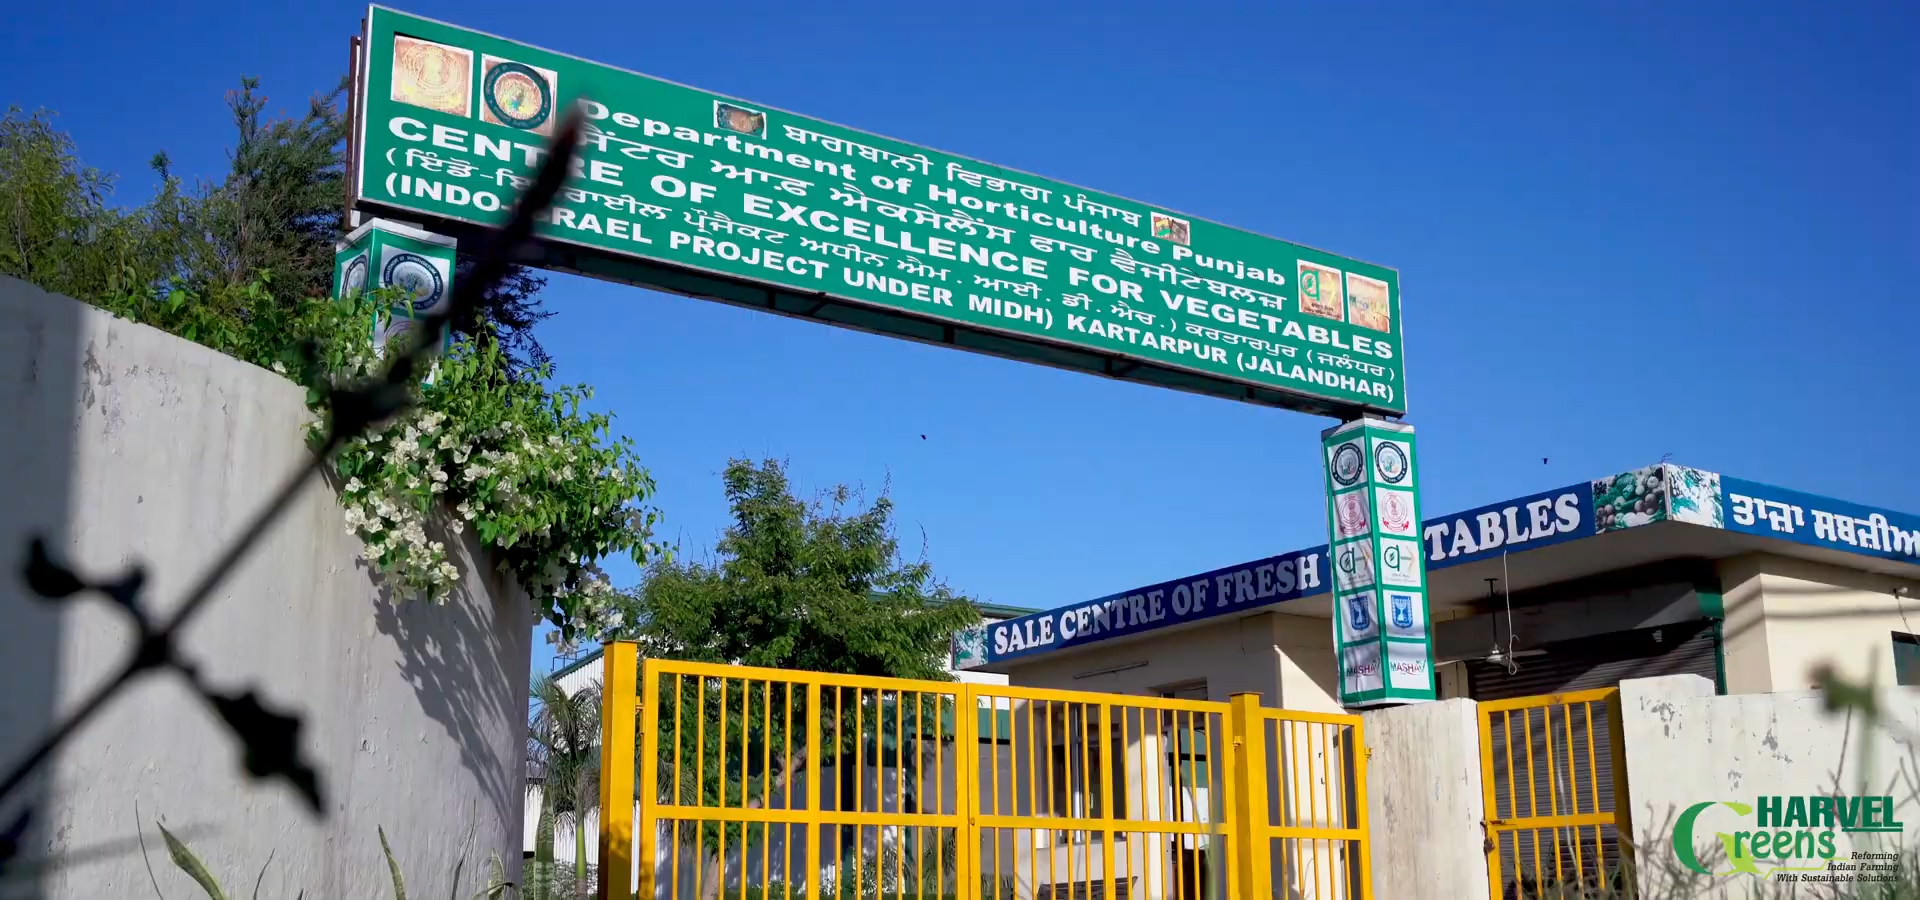 ਬਾਗਬਾਨੀ ਵਿਭਾਗ ਪੰਜਾਬ
Department of Horticulture Punjab
ਸੈਂਟਰ ਆਫ਼ ਐਕਸੇਲੈਂਸ ਫਾਰ ਵੈਜੀਟੇਬਲਜ਼
CENTRE OF EXCELLENCE FOR VEGETABLES
(ਇੰਡੋ-ਇਜ਼ਰਾਈਲ ਪ੍ਰੰਜੈਕਟ ਅਧੀਨ ਐਮ. ਆਈ. ਡੀ. ਐਚ.) ਕਰਤਾਰਪੁਰ (ਜਲੰਧਰ)
(INDO-ISRAEL PROJECT UNDER MIDH) KARTARPUR (JALANDHAR)
SALE CENTRE OF FRESH TABLES
ਤਾਜ਼ਾ ਸਬਜ਼ੀਆ
MASHAV MASHAV
HARVEL
Greens
Reforming
Indian Farming
With Sustainable Solutions